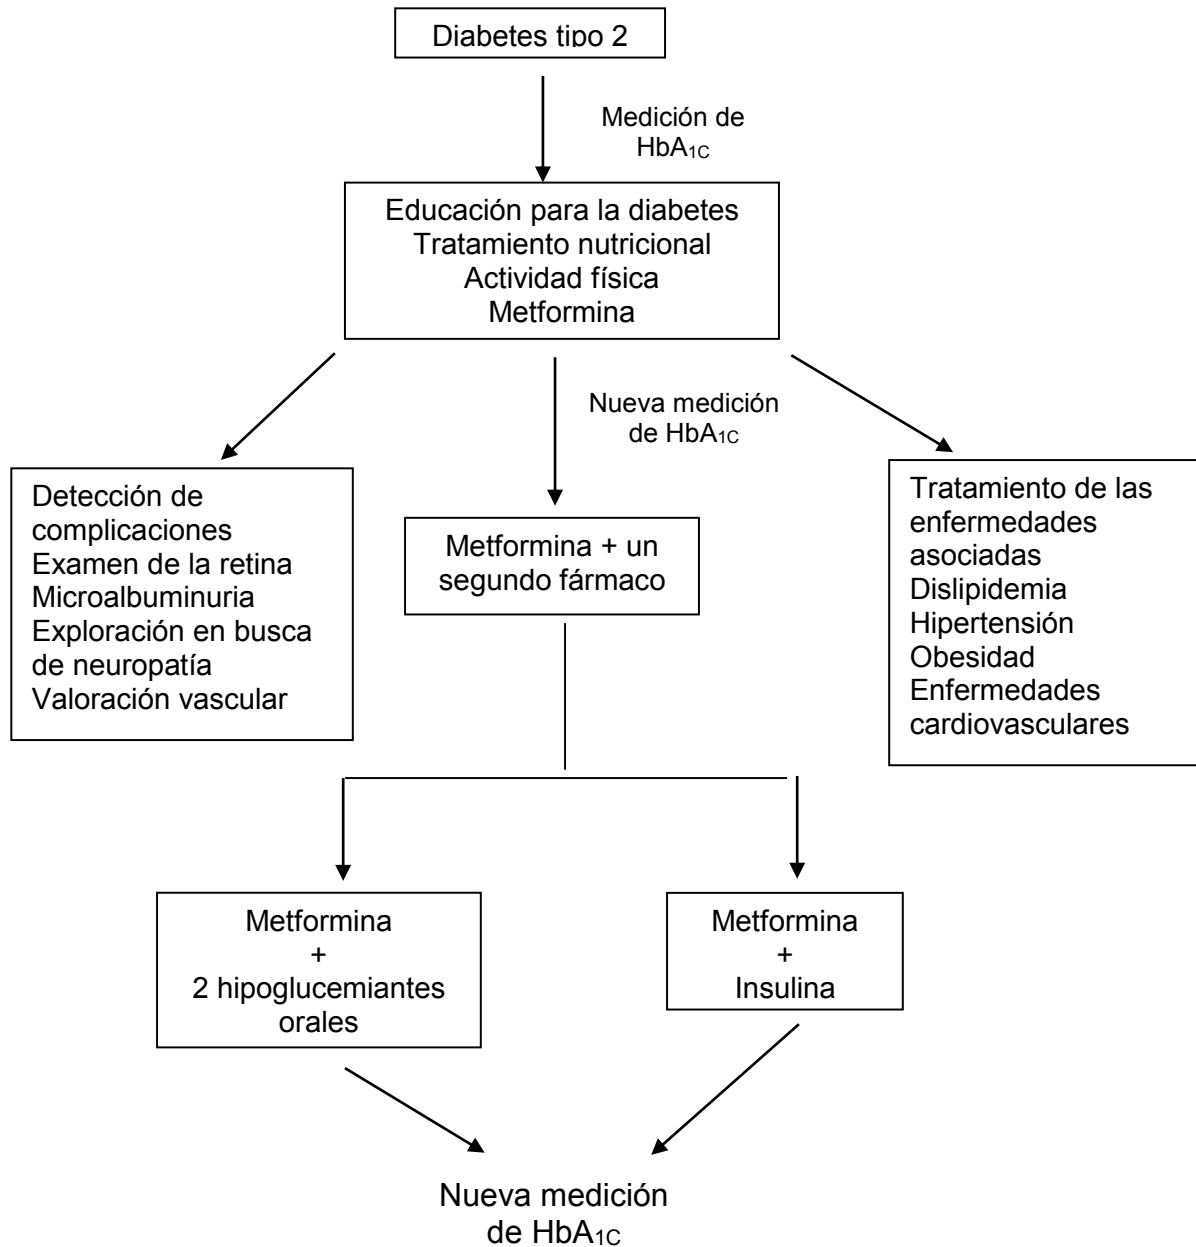 Diabetes tipo 2
Medición de
HbA1C
Educación para la diabetes
Tratamiento nutricional
Actividad física
Metformina
Nueva medición
de HbA1C
Detección de
complicaciones
Examen de la retina
Microalbuminuria
Exploración en busca
de neuropatía
Valoración vascular
Metformina + un
segundo fármaco
Tratamiento de las
enfermedades
asociadas
Dislipidemia
Hipertensión
Obesidad
Enfermedades
cardiovasculares
Metformina
+
2 hipoglucemiantes
orales
Metformina
+
Insulina
Nueva medición
de HbA1C